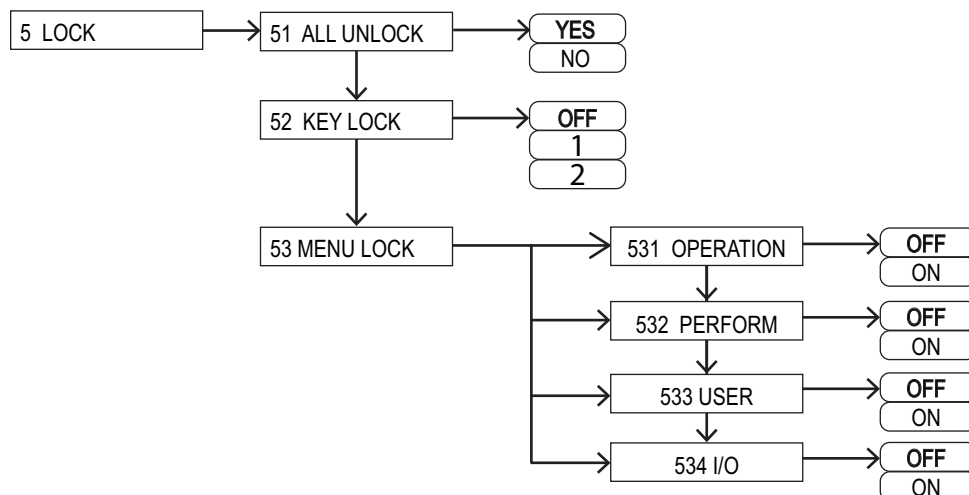 5 LOCK
51 ALL UNLOCK
YES
NO
52 KEY LOCK
OFF
1
2
53 MENU LOCK
531 OPERATION
OFF
ON
532 PERFORM
OFF
ON
533 USER
OFF
ON
534 I/O
OFF
ON